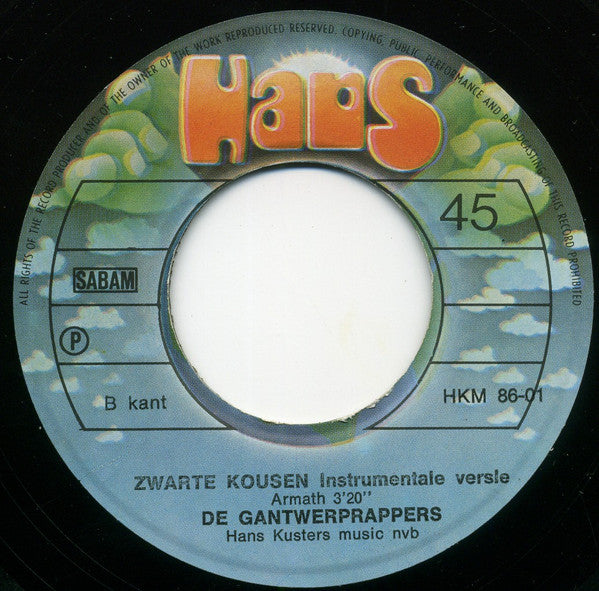 ALL RIGHTS OF THE RECORD PRODUCER AND OF THE OWNER OF THE WORK REPRODUCED RESERVED. COPYING, PUBLIC PERFORMANCE AND BROADCASTING OF THIS RECORD PROHIBITED
Hans
45
SABAM
P
B kant
HKM 86-01
ZWARTE KOUSEN Instrumentale versie
Armath 3'20"
DE GANTWERPRAPPERS
Hans Kusters music nvb